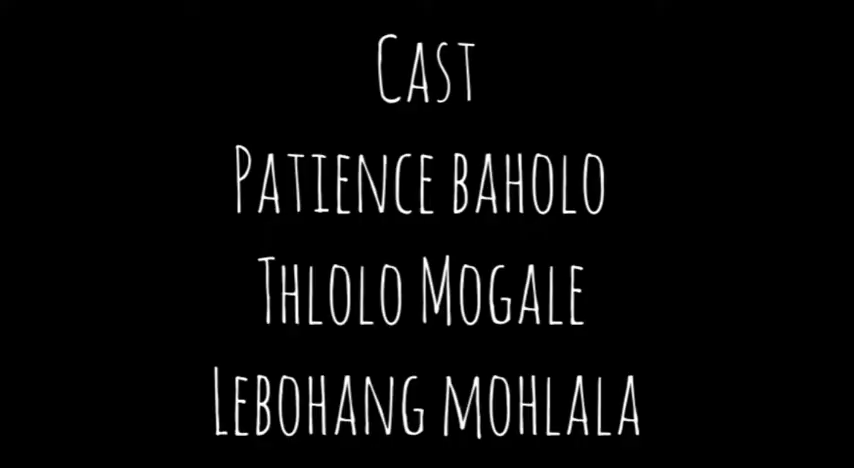 Cast
Patience baholo
Thlolo Mogale
Lebohang mohlala